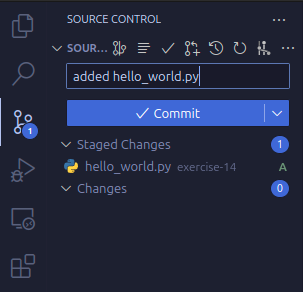 SOURCE CONTROL
SOUR...
added hello_world.py
Commit
1
Staged Changes 1
hello_world.py exercise-14 A
Changes 0